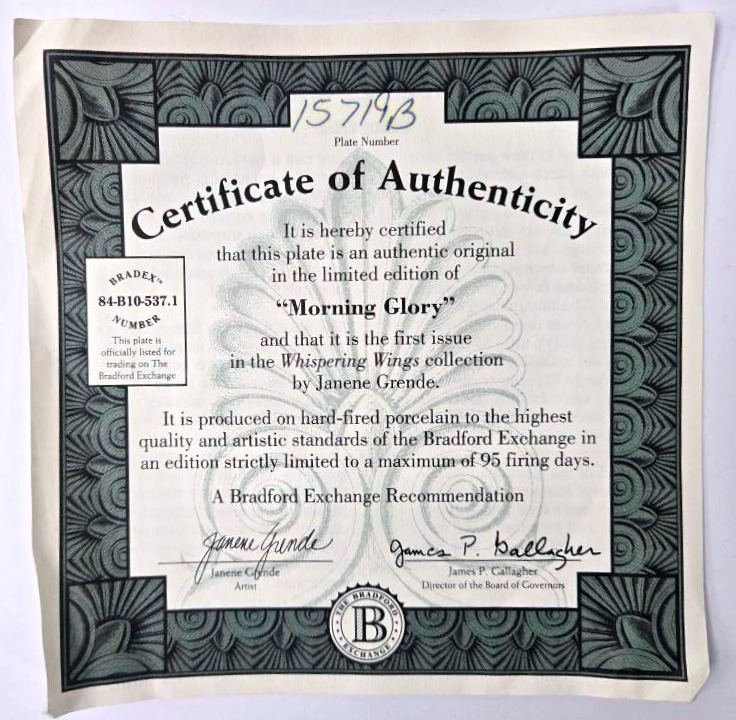 15719B
Plate Number
Certificate of Authenticity
It is hereby certified
that this plate is an authentic original
in the limited edition of
“Morning Glory”
and that it is the first issue
in the Whispering Wings collection
by Janene Grende.
BRADEX™
84-B10-537.1
NUMBER
This plate is
officially listed for
trading on The
Bradford Exchange
It is produced on hard-fired porcelain to the highest
quality and artistic standards of the Bradford Exchange in
an edition strictly limited to a maximum of 95 firing days.
A Bradford Exchange Recommendation
Janene Grende
James P. Gallagher
Janene Grende
Artist
James P. Gallagher
Director of the Board of Governors
THE BRADFORD
B
EXCHANGE